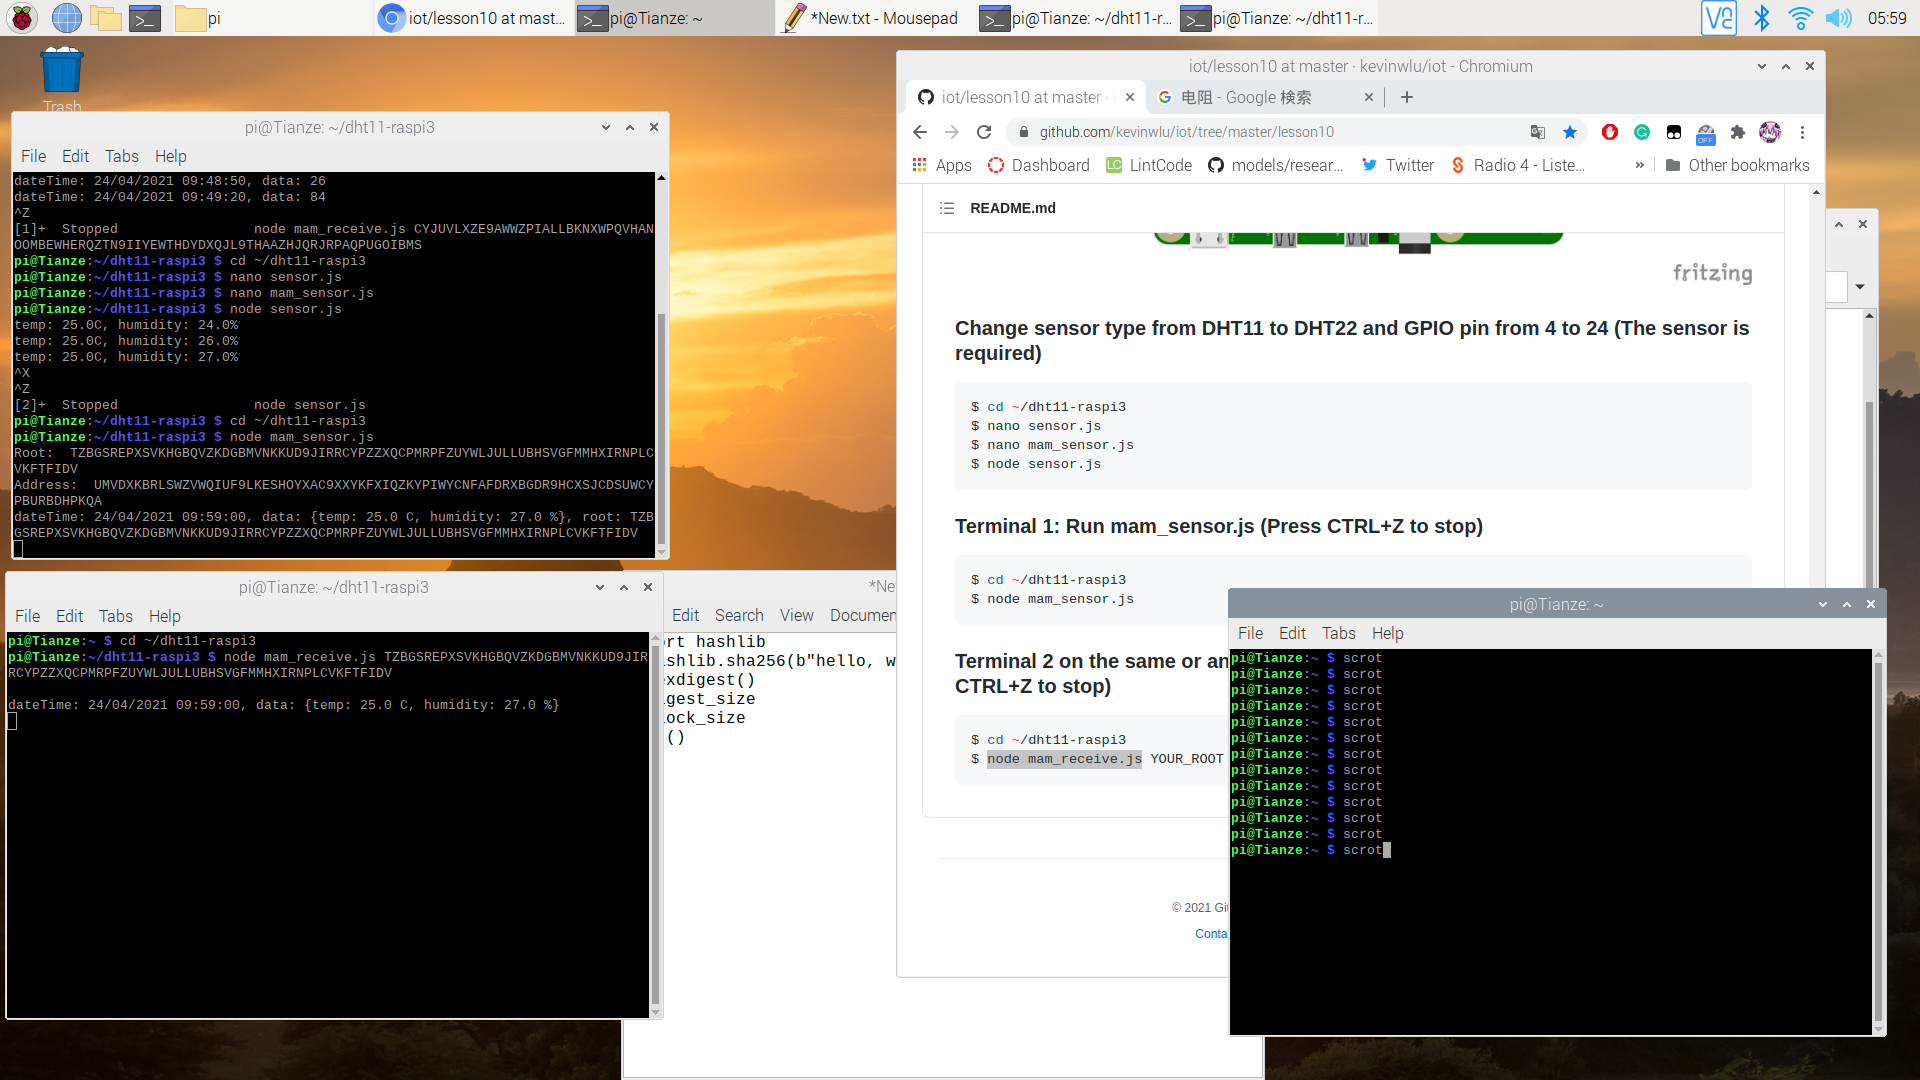 pi
iot/lesson10 at mast...
pi@Tianze: ~
*New.txt - Mousepad
pi@Tianze: ~/dht11-r...
pi@Tianze: ~/dht11-r...
05:59
Trash
pi@Tianze: ~/dht11-raspi3
File Edit Tabs Help
dateTime: 24/04/2021 09:48:50, data: 26
dateTime: 24/04/2021 09:49:20, data: 84
^Z
[1]+  Stopped                 node mam_receive.js CYJUVLXZE9AWWZPIALLBKNXWPQVHAN
OOMBEWHERQZTN9IIYEWTHDYDXQJL9THAAZHJQRJRPAQPUGOIBMS
pi@Tianze:~/dht11-raspi3 $ cd ~/dht11-raspi3
pi@Tianze:~/dht11-raspi3 $ nano sensor.js
pi@Tianze:~/dht11-raspi3 $ nano mam_sensor.js
pi@Tianze:~/dht11-raspi3 $ node sensor.js
temp: 25.0C, humidity: 24.0%
temp: 25.0C, humidity: 26.0%
temp: 25.0C, humidity: 27.0%
^X
^Z
[2]+  Stopped                 node sensor.js
pi@Tianze:~/dht11-raspi3 $ cd ~/dht11-raspi3
pi@Tianze:~/dht11-raspi3 $ node mam_sensor.js
Root:  TZBGSREPXSVKHGBQVZKDGBMVNKKUD9JIRRCYPZZXQCPMRPFZUYWLJULLUBHSVGFMMHXIRNPLC
VKFTFIDV
Address:  UMVDXKBRLSWZVWQIUF9LKESHOYXAC9XXYKFXIQZKYPIWYCNFAFDRXBGDR9HCXSJCDSUWCY
PBURBDHPKQA
dateTime: 24/04/2021 09:59:00, data: {temp: 25.0 C, humidity: 27.0 %}, root: TZB
GSREPXSVKHGBQVZKDGBMVNKKUD9JIRRCYPZZXQCPMRPFZUYWLJULLUBHSVGFMMHXIRNPLCVKFTFIDV
pi@Tianze: ~/dht11-raspi3
File Edit Tabs Help
pi@Tianze:~ $ cd ~/dht11-raspi3
pi@Tianze:~/dht11-raspi3 $ node mam_receive.js TZBGSREPXSVKHGBQVZKDGBMVNKKUD9JIR
RCYPZZXQCPMRPFZUYWLJULLUBHSVGFMMHXIRNPLCVKFTFIDV
dateTime: 24/04/2021 09:59:00, data: {temp: 25.0 C, humidity: 27.0 %}
*Ne
Edit Search View Documen
rt hashlib
shlib.sha256(b"hello, w
exdigest()
gest_size
ock_size
()
iot/lesson10 at master · kevinwlu/iot - Chromium
iot/lesson10 at master ·
电阻 - Google 検索
github.com/kevinwlu/iot/tree/master/lesson10
OFF
Apps Dashboard LintCode models/resear... Twitter Radio 4 - Liste... » Other bookmarks
README.md
fritzing
Change sensor type from DHT11 to DHT22 and GPIO pin from 4 to 24 (The sensor is
required)
$ cd ~/dht11-raspi3
$ nano sensor.js
$ nano mam_sensor.js
$ node sensor.js
Terminal 1: Run mam_sensor.js (Press CTRL+Z to stop)
$ cd ~/dht11-raspi3
$ node mam_sensor.js
Terminal 2 on the same or an
CTRL+Z to stop)
$ cd ~/dht11-raspi3
$ node mam_receive.js YOUR_ROOT
© 2021 Git
Conta
pi@Tianze: ~
File Edit Tabs Help
pi@Tianze:~ $ scrot
pi@Tianze:~ $ scrot
pi@Tianze:~ $ scrot
pi@Tianze:~ $ scrot
pi@Tianze:~ $ scrot
pi@Tianze:~ $ scrot
pi@Tianze:~ $ scrot
pi@Tianze:~ $ scrot
pi@Tianze:~ $ scrot
pi@Tianze:~ $ scrot
pi@Tianze:~ $ scrot
pi@Tianze:~ $ scrot
pi@Tianze:~ $ scrot